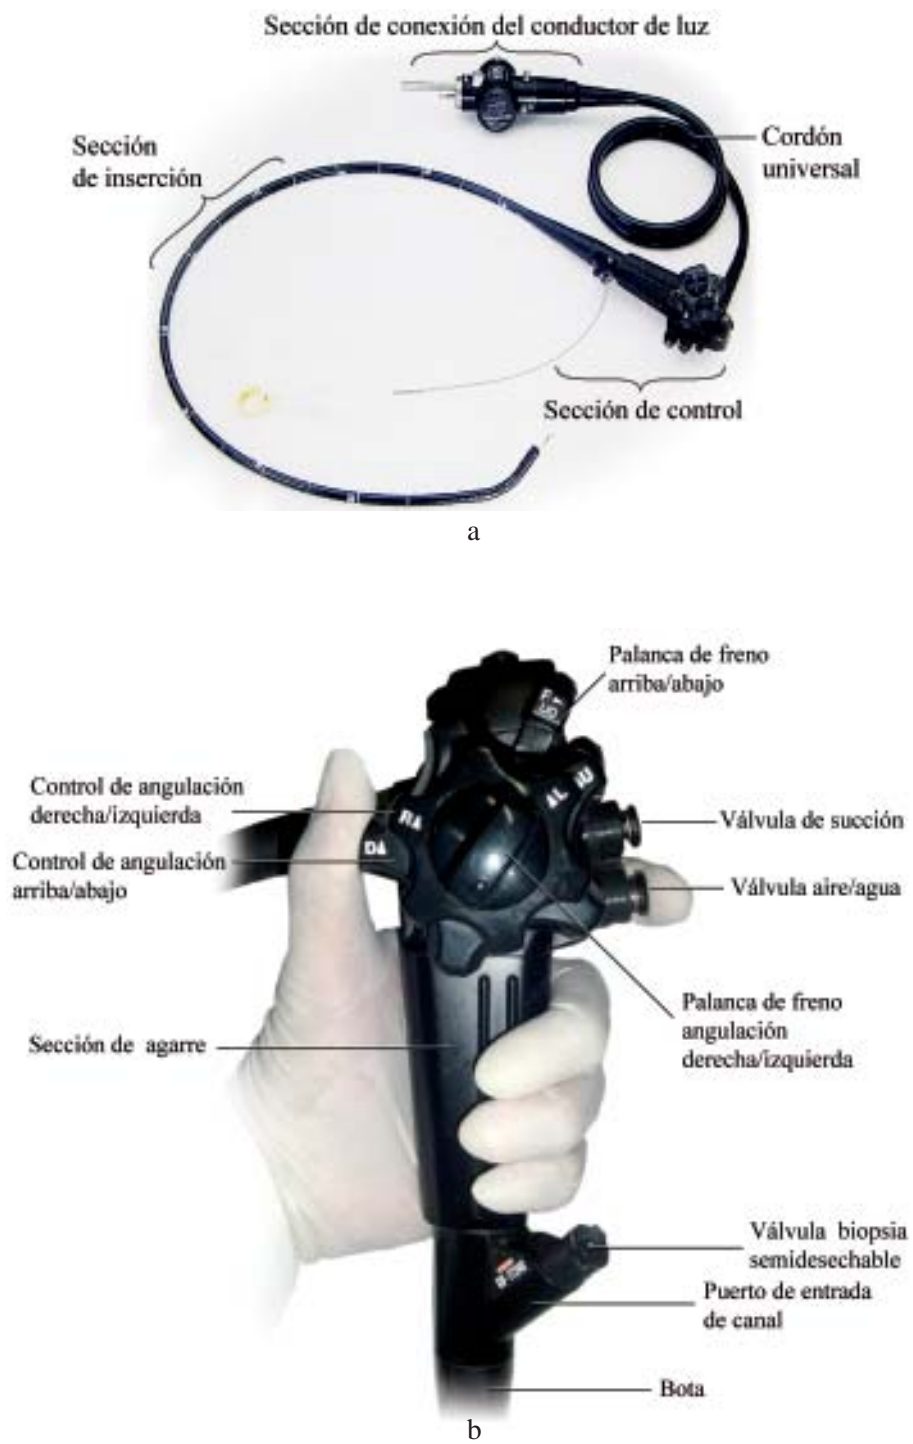 Sección de conexión del conductor de luz
Sección
de inserción
Cordón
universal
Sección de control
a
Palanca de freno
arriba/abajo
Control de angulación
derecha/izquierda
Control de angulación
arriba/abajo
Válvula de succión
Válvula aire/agua
Palanca de freno
angulación
derecha/izquierda
Sección de agarre
Válvula biopsia
semidesechable
Puerto de entrada
de canal
Bota
b